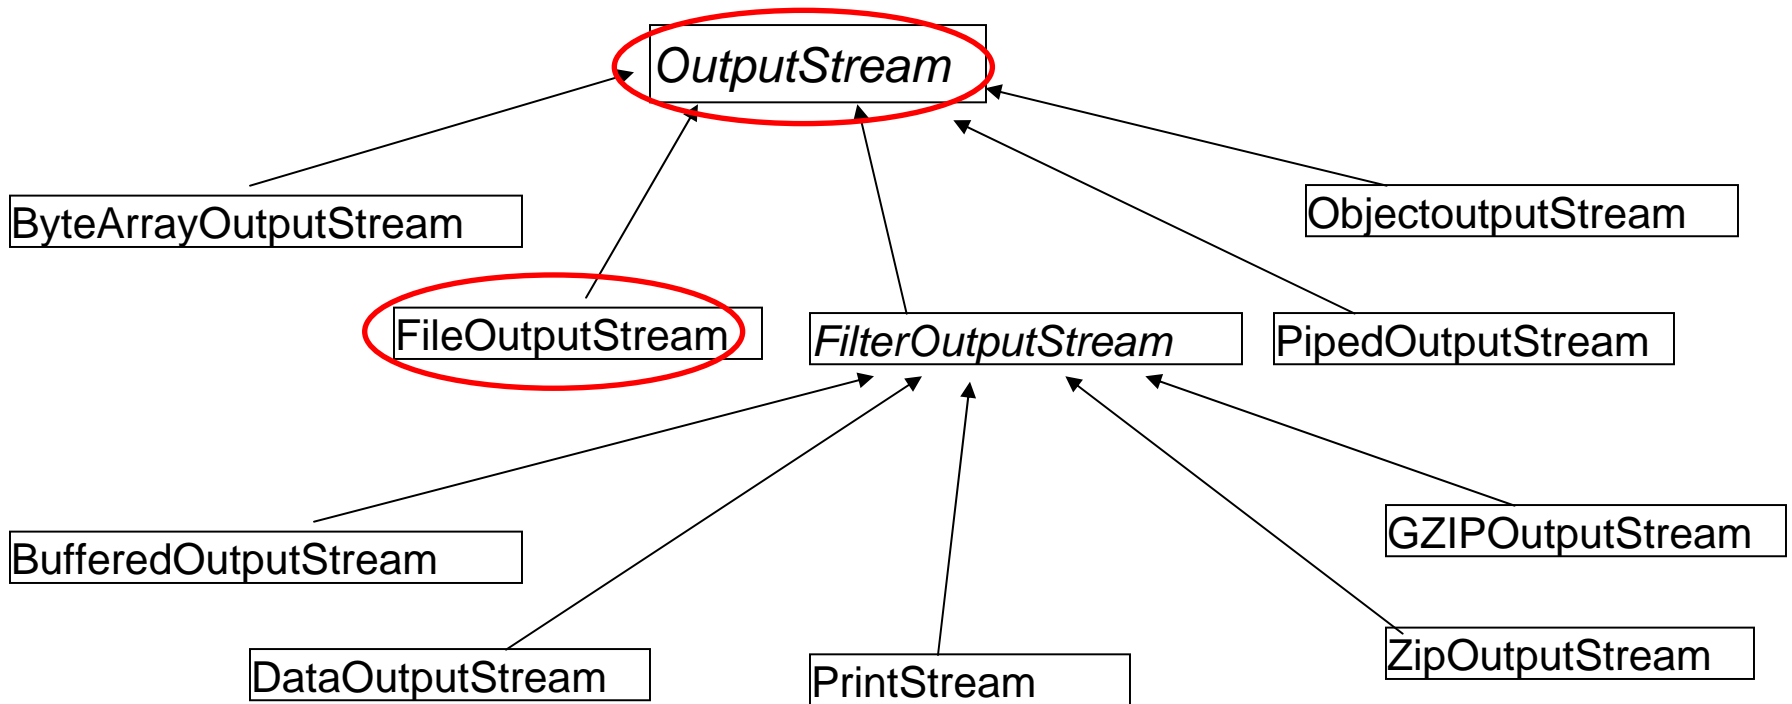 OutputStream
ByteArrayOutputStream
ObjectoutputStream
FileOutputStream
FilterOutputStream
PipedOutputStream
BufferedOutputStream
GZIPOutputStream
DataOutputStream
PrintStream
ZipOutputStream